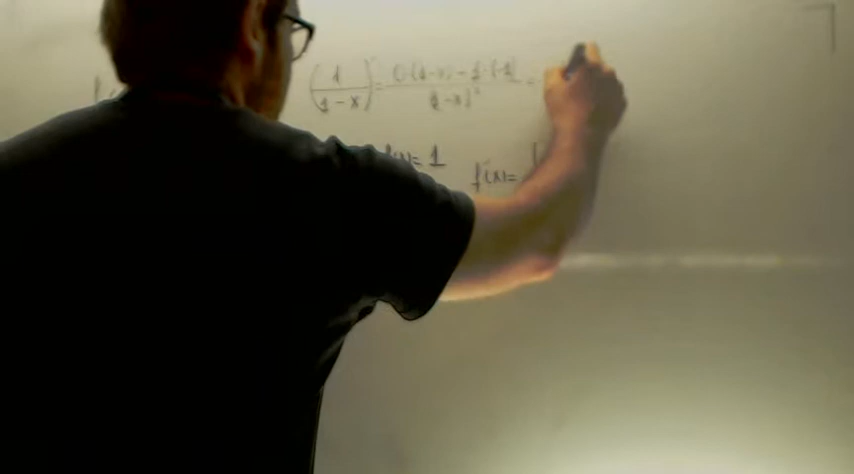 (1/(1-x))' = (0·(1-x) - 1·(-1))/(1-x)² =
f(x)= 1 f'(x)=